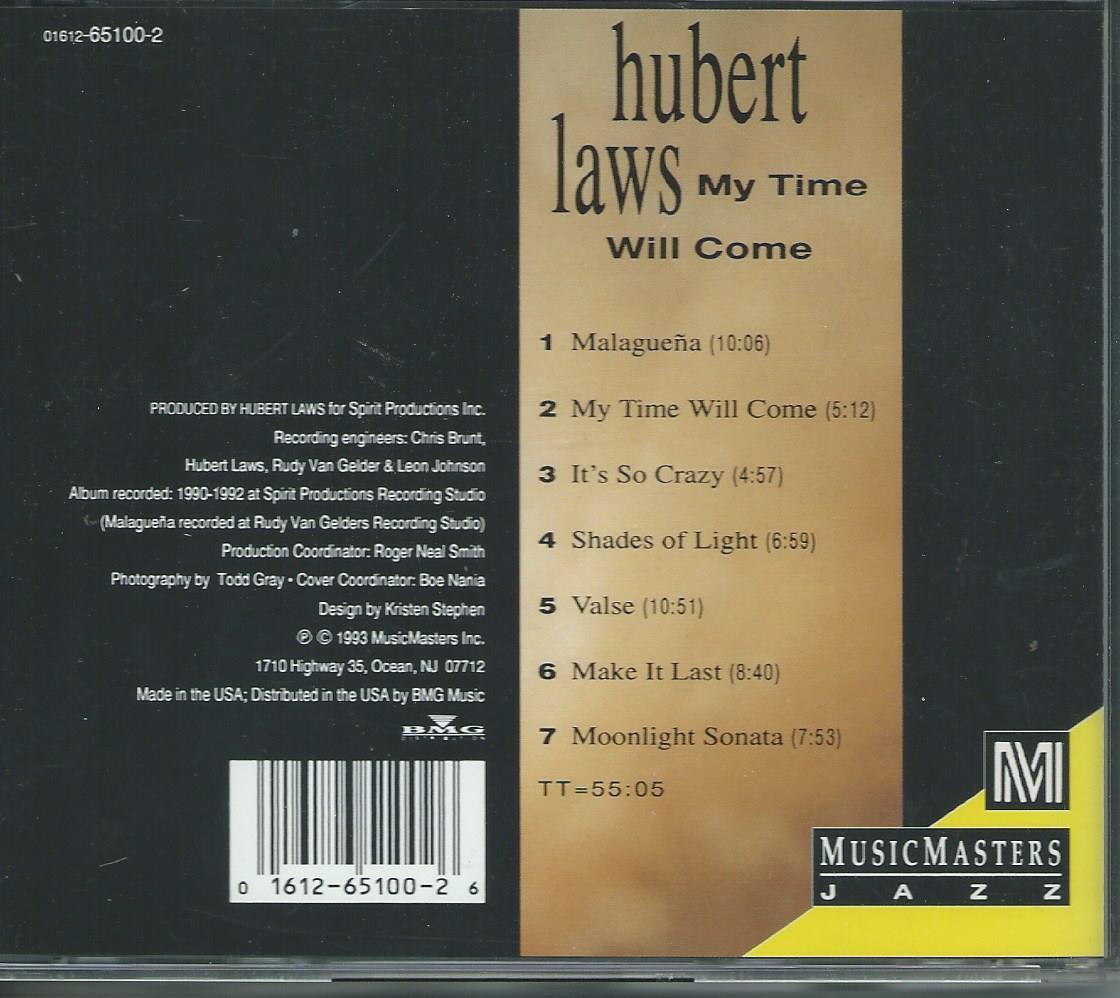 01612-65100-2
hubert
laws My Time
Will Come
1 Malagueña (10:06)
2 My Time Will Come (5:12)
3 It's So Crazy (4:57)
4 Shades of Light (6:59)
5 Valse (10:51)
6 Make It Last (8:40)
7 Moonlight Sonata (7:53)
TT=55:05
PRODUCED BY HUBERT LAWS for Spirit Productions Inc.
Recording engineers: Chris Brunt,
Hubert Laws, Rudy Van Gelder & Leon Johnson
Album recorded: 1990-1992 at Spirit Productions Recording Studio
(Malagueña recorded at Rudy Van Gelders Recording Studio)
Production Coordinator: Roger Neal Smith
Photography by Todd Gray • Cover Coordinator: Boe Nania
Design by Kristen Stephen
℗ © 1993 MusicMasters Inc.
1710 Highway 35, Ocean, NJ 07712
Made in the USA; Distributed in the USA by BMG Music
BMG
DISTRIBUTION
0 1612-65100-2 6
MM
MUSICMASTERS
JAZZ